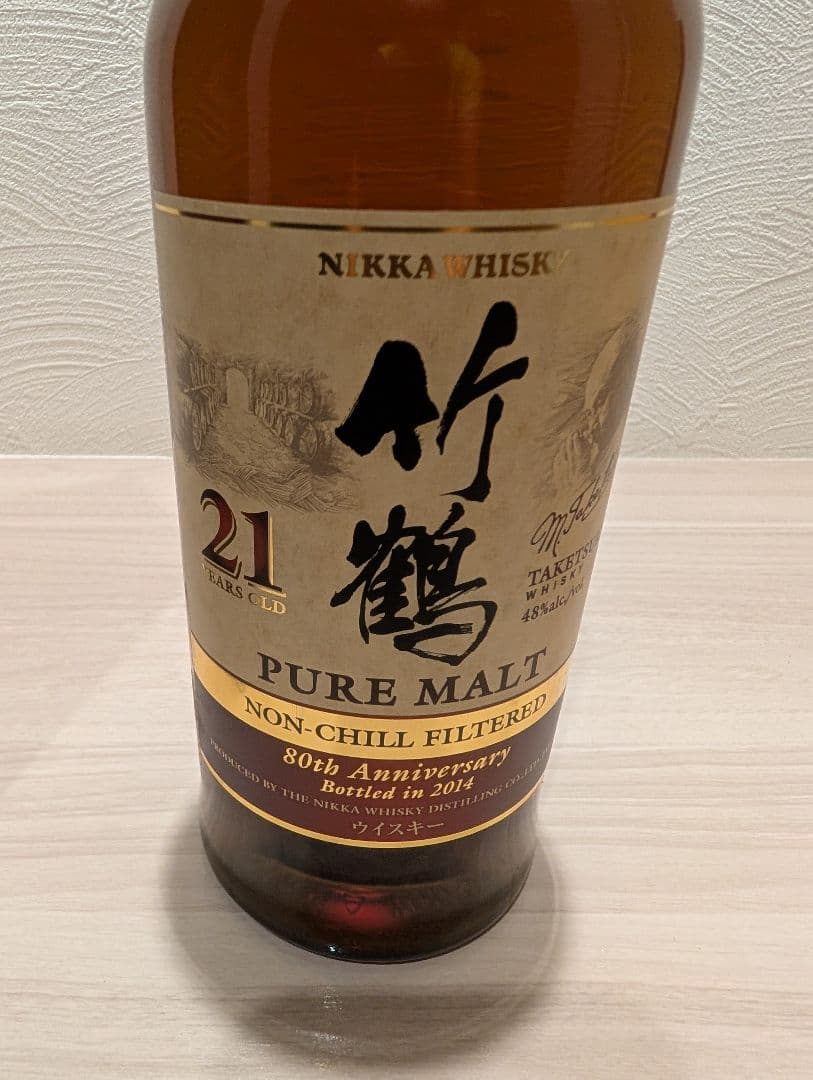 NIKKA WHISKY
竹鶴
21
YEARS OLD
TAKETSU
WHISKY
48%alc./vol
PURE MALT
NON-CHILL FILTERED
80th Anniversary
Bottled in 2014
PRODUCED BY THE NIKKA WHISKY DISTILLING CO., LTD.
ウイスキー